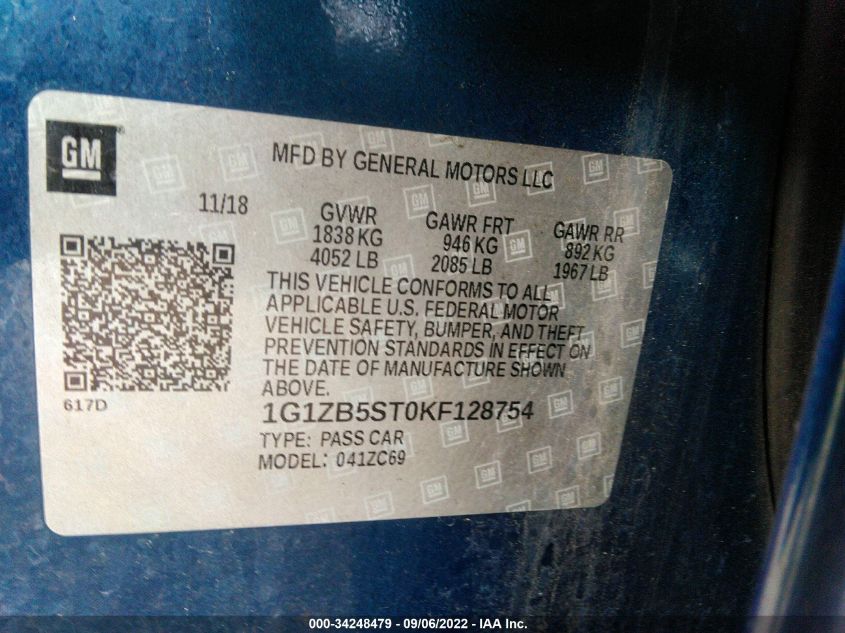 GM
MFD BY GENERAL MOTORS LLC
11/18
GVWR
1838 KG
4052 LB
GAWR FRT
946 KG
2085 LB
GAWR RR
892 KG
1967 LB
THIS VEHICLE CONFORMS TO ALL
APPLICABLE U.S. FEDERAL MOTOR
VEHICLE SAFETY, BUMPER, AND THEFT
PREVENTION STANDARDS IN EFFECT ON
THE DATE OF MANUFACTURE SHOWN
ABOVE.
617D
1G1ZB5ST0KF128754
TYPE: PASS CAR
MODEL: 041ZC69
000-34248479 - 09/06/2022 - IAA Inc.